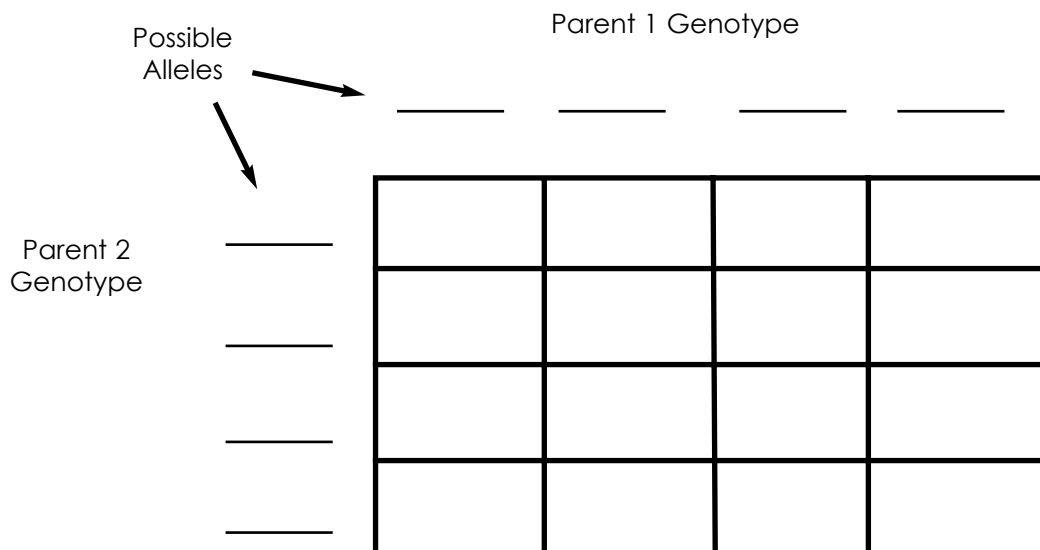 Parent 1 Genotype
Possible
Alleles
Parent 2
Genotype